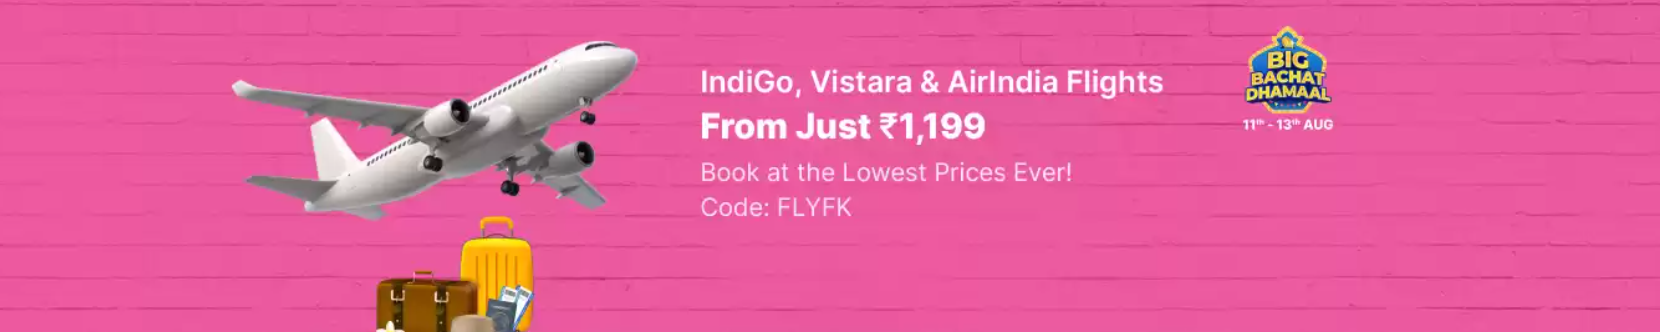 IndiGo, Vistara & AirIndia Flights
From Just ₹1,199
Book at the Lowest Prices Ever!
Code: FLYFK
BIG
BACHAT
DHAMAAL
11th - 13th AUG